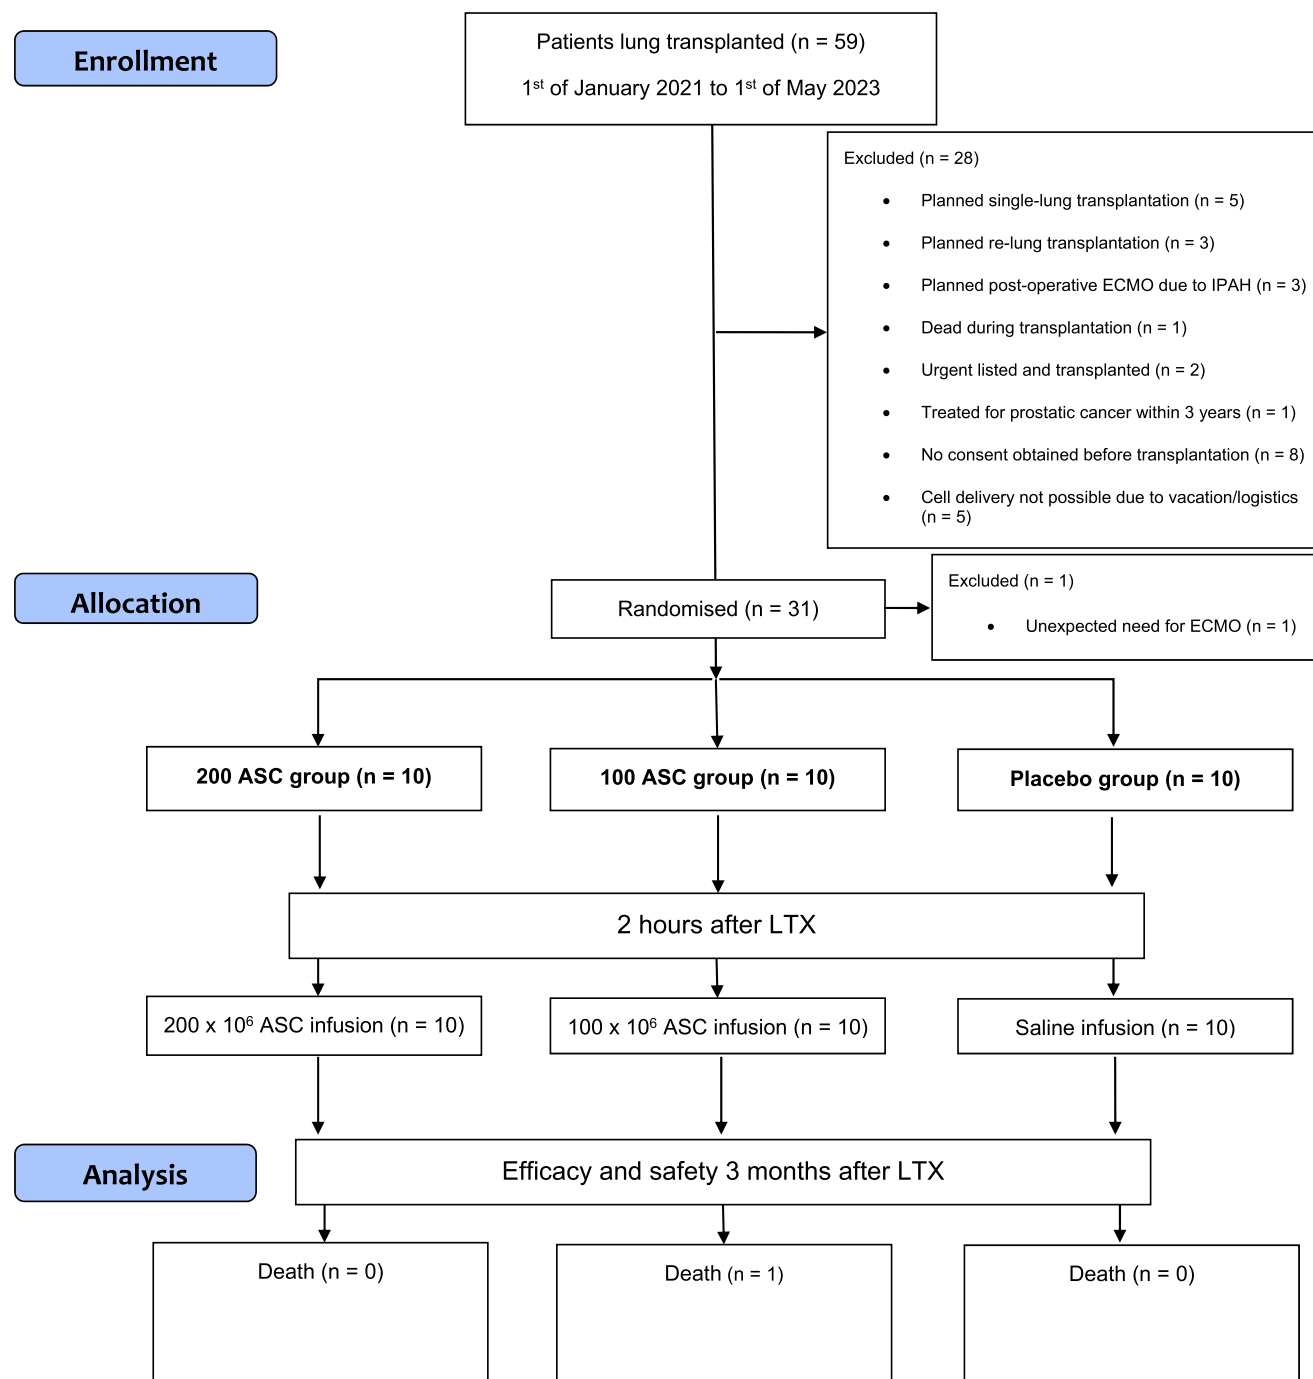 Enrollment
Patients lung transplanted (n = 59)
1st of January 2021 to 1st of May 2023
Excluded (n = 28)
• Planned single-lung transplantation (n = 5)
• Planned re-lung transplantation (n = 3)
• Planned post-operative ECMO due to IPAH (n = 3)
• Dead during transplantation (n = 1)
• Urgent listed and transplanted (n = 2)
• Treated for prostatic cancer within 3 years (n = 1)
• No consent obtained before transplantation (n = 8)
• Cell delivery not possible due to vacation/logistics
(n = 5)
Allocation
Randomised (n = 31)
Excluded (n = 1)
• Unexpected need for ECMO (n = 1)
200 ASC group (n = 10)
100 ASC group (n = 10)
Placebo group (n = 10)
2 hours after LTX
200 x 10⁶ ASC infusion (n = 10)
100 x 10⁶ ASC infusion (n = 10)
Saline infusion (n = 10)
Analysis
Efficacy and safety 3 months after LTX
Death (n = 0)
Death (n = 1)
Death (n = 0)